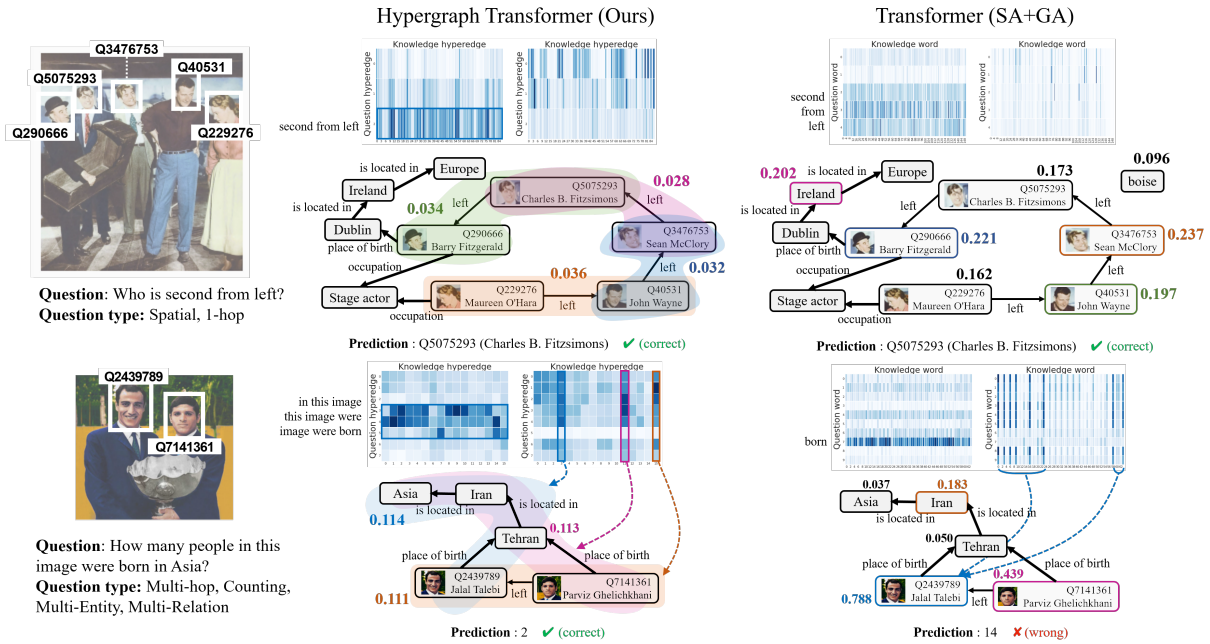 Hypergraph Transformer (Ours)
Transformer (SA+GA)
Q3476753
Q5075293
Q40531
Q290666
Q229276
Question: Who is second from left?
Question type: Spatial, 1-hop
Knowledge hyperedge
Knowledge hyperedge
Question hyperedge
second from left
Europe
is located in
Ireland
is located in
Dublin
place of birth
occupation
Stage actor
occupation
0.034
left
Q5075293
Charles B. Fitzsimons
0.028
left
Q290666
Barry Fitzgerald
Q3476753
Sean McClory
left
0.032
0.036
Q229276
Maureen O'Hara
left
Q40531
John Wayne
Prediction : Q5075293 (Charles B. Fitzsimons) ✔ (correct)
Knowledge word
Knowledge word
Question word
second
from
left
0.202
Ireland
is located in
Europe
is located in
Dublin
place of birth
occupation
Stage actor
occupation
0.173
Q5075293
Charles B. Fitzsimons
left
left
0.096
boise
Q290666
Barry Fitzgerald
0.221
Q3476753
Sean McClory
0.237
left
0.162
Q229276
Maureen O'Hara
left
Q40531
John Wayne
0.197
Prediction : Q5075293 (Charles B. Fitzsimons) ✔ (correct)
Q2439789
Q7141361
Question: How many people in this
image were born in Asia?
Question type: Multi-hop, Counting,
Multi-Entity, Multi-Relation
Knowledge hyperedge
Knowledge hyperedge
Question hyperedge
in this image
this image were
image were born
Asia
Iran
is located in
is located in
0.114
Tehran
0.113
place of birth
place of birth
Q2439789
Jalal Talebi
left
Q7141361
Parviz Ghelichkhani
0.111
Prediction : 2 ✔ (correct)
Knowledge word
Knowledge word
Question word
born
0.037
Asia
0.183
Iran
is located in
is located in
0.050
Tehran
place of birth
place of birth
0.788
Q2439789
Jalal Talebi
left
0.439
Q7141361
Parviz Ghelichkhani
Prediction : 14 ✘ (wrong)